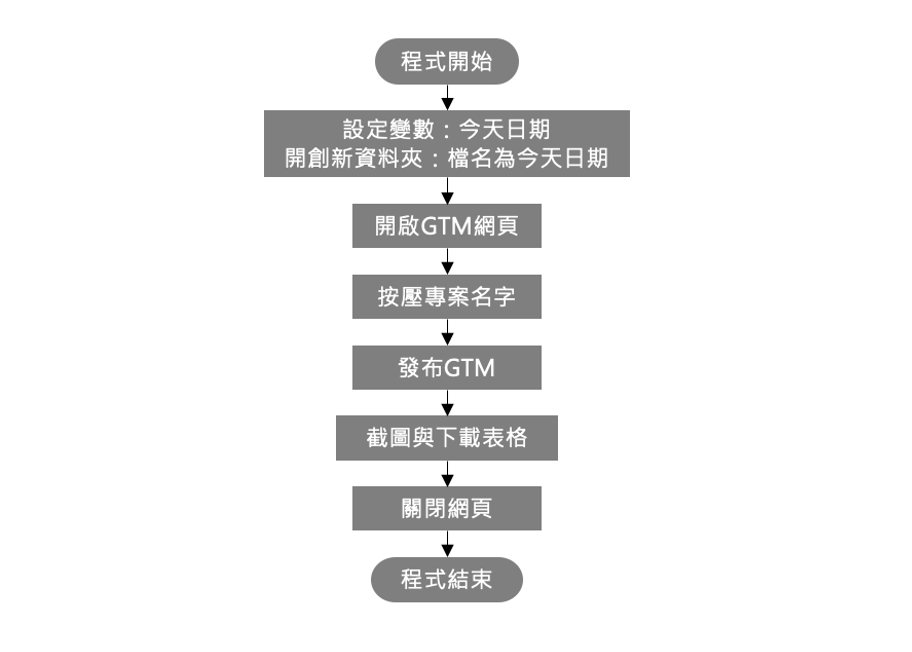 程式開始
設定變數：今天日期
開創新資料夾：檔名為今天日期
開啟GTM網頁
按壓專案名字
發布GTM
截圖與下載表格
關閉網頁
程式結束